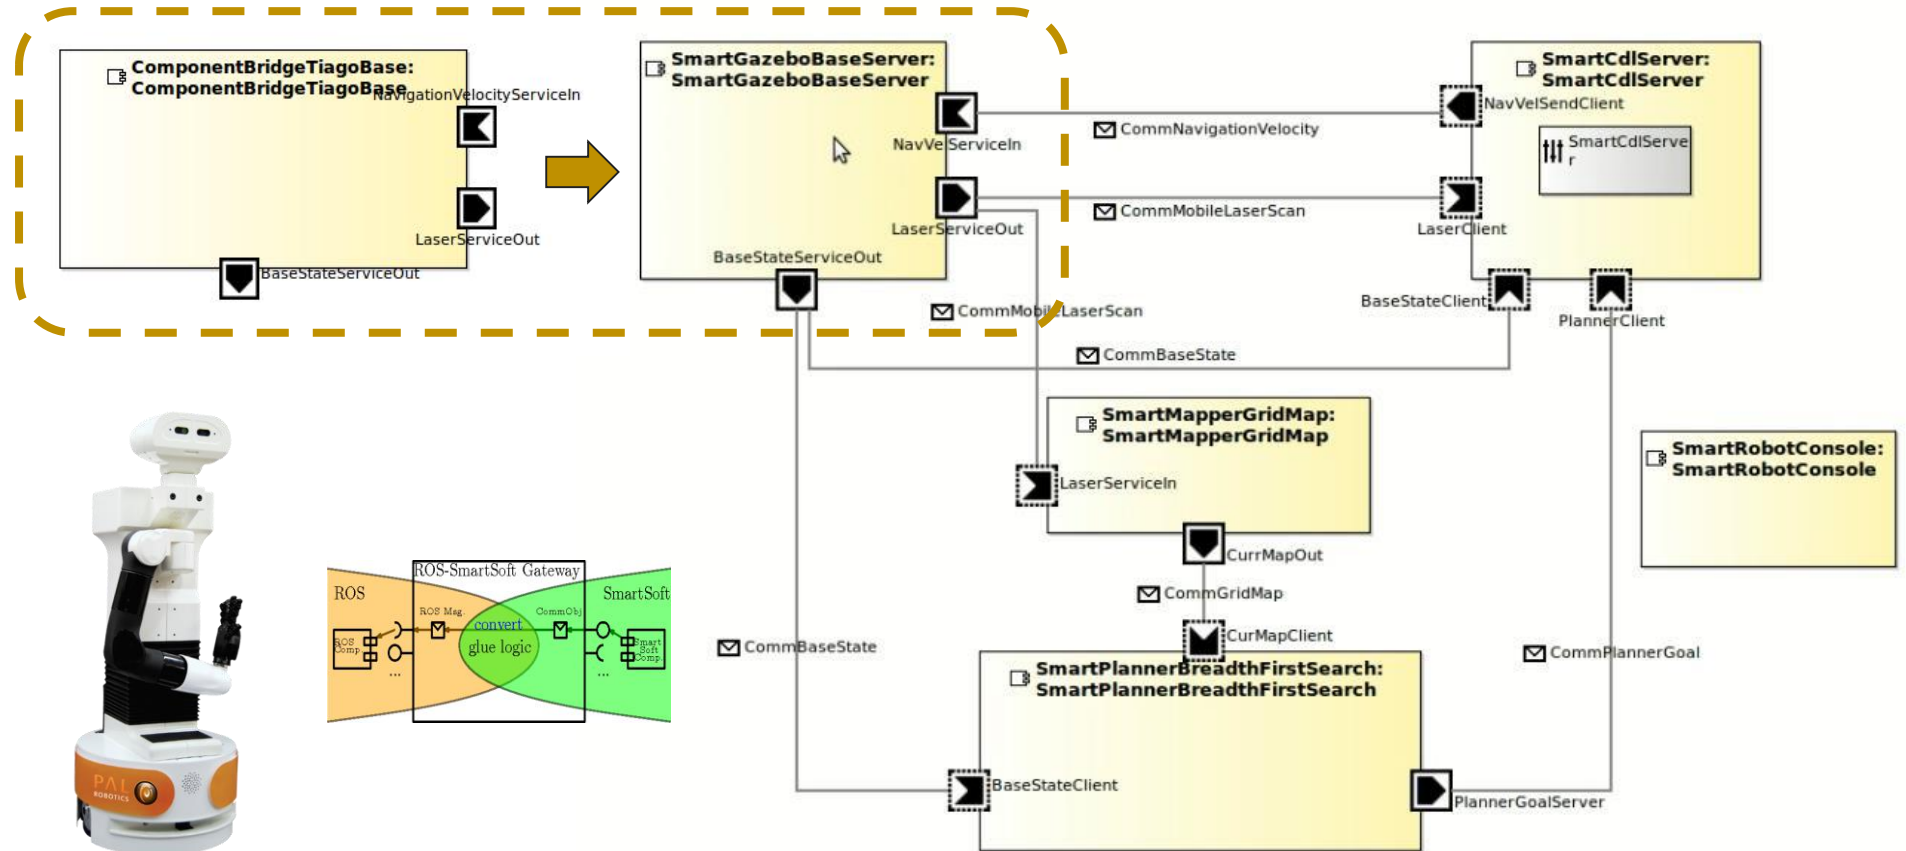 ComponentBridgeTiagoBase:
ComponentBridgeTiagoBase
NavigationVelocityServiceIn
LaserServiceOut
BaseStateServiceOut
SmartGazeboBaseServer:
SmartGazeboBaseServer
NavVelServiceIn
LaserServiceOut
BaseStateServiceOut
CommNavigationVelocity
CommMobileLaserScan
CommMobileLaserScan
CommBaseState
SmartCdlServer:
SmartCdlServer
NavVelSendClient
SmartCdlServe
r
LaserClient
BaseStateClient
PlannerClient
SmartMapperGridMap:
SmartMapperGridMap
LaserServiceIn
CurrMapOut
CommGridMap
CurMapClient
SmartRobotConsole:
SmartRobotConsole
CommBaseState
SmartPlannerBreadthFirstSearch:
SmartPlannerBreadthFirstSearch
BaseStateClient
PlannerGoalServer
CommPlannerGoal
ROS-SmartSoft Gateway
ROS
SmartSoft
ROS Msg.
CommObj
convert
glue logic
ROS
Comp.
Smart
Soft
Comp.
...
...
PAL
ROBOTICS